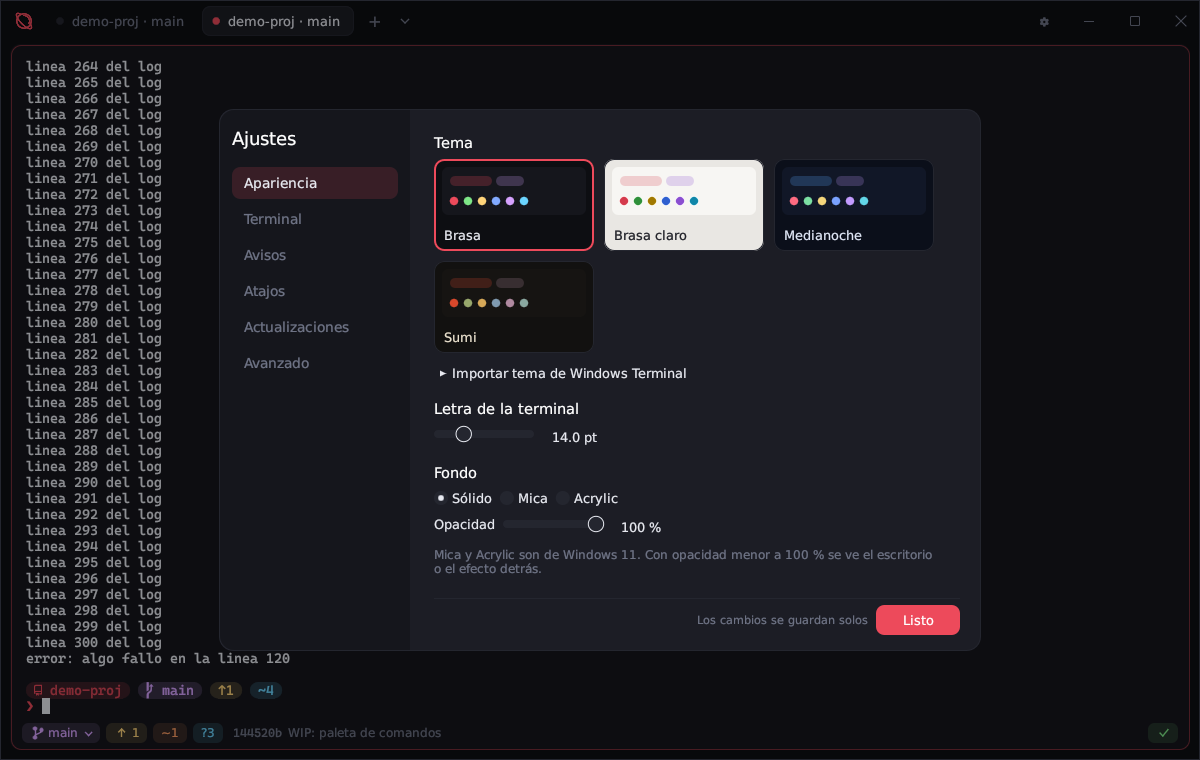 demo-proj · main
demo-proj · main
linea 264 del log
linea 265 del log
linea 266 del log
linea 267 del log
linea 268 del log
linea 269 del log
linea 270 del log
linea 271 del log
linea 272 del log
linea 273 del log
linea 274 del log
linea 275 del log
linea 276 del log
linea 277 del log
linea 278 del log
linea 279 del log
linea 280 del log
linea 281 del log
linea 282 del log
linea 283 del log
linea 284 del log
linea 285 del log
linea 286 del log
linea 287 del log
linea 288 del log
linea 289 del log
linea 290 del log
linea 291 del log
linea 292 del log
linea 293 del log
linea 294 del log
linea 295 del log
linea 296 del log
linea 297 del log
linea 298 del log
linea 299 del log
linea 300 del log
error: algo fallo en la linea 120
demo-proj main ↑1 ~4
❯
main ↑ 1 ~1 ?3 144520b WIP: paleta de comandos
Ajustes
Apariencia
Terminal
Avisos
Atajos
Actualizaciones
Avanzado
Tema
Brasa
Brasa claro
Medianoche
Sumi
Importar tema de Windows Terminal
Letra de la terminal
14.0 pt
Fondo
Sólido Mica Acrylic
Opacidad 100 %
Mica y Acrylic son de Windows 11. Con opacidad menor a 100 % se ve el escritorio
o el efecto detrás.
Los cambios se guardan solos
Listo